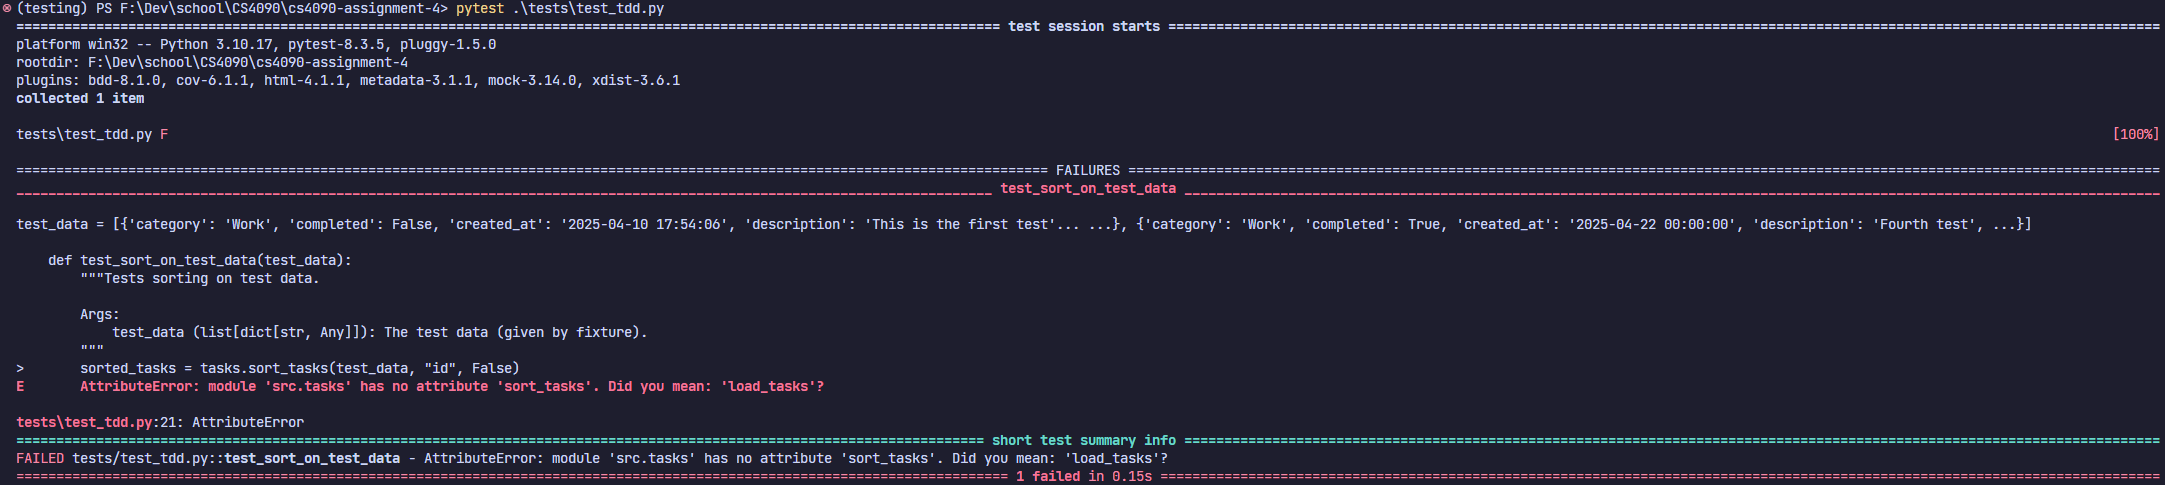 (testing) PS F:\Dev\school\CS4090\cs4090-assignment-4> pytest .\tests\test_tdd.py
=========================================================================================================================== test session starts ============================================================================================================================
platform win32 -- Python 3.10.17, pytest-8.3.5, pluggy-1.5.0
rootdir: F:\Dev\school\CS4090\cs4090-assignment-4
plugins: bdd-8.1.0, cov-6.1.1, html-4.1.1, metadata-3.1.1, mock-3.14.0, xdist-3.6.1
collected 1 item
tests\test_tdd.py F [100%]
================================================================================================================================= FAILURES =================================================================================================================================
__________________________________________________________________________________________________________________________ test_sort_on_test_data __________________________________________________________________________________________________________________________
test_data = [{'category': 'Work', 'completed': False, 'created_at': '2025-04-10 17:54:06', 'description': 'This is the first test'... ...}, {'category': 'Work', 'completed': True, 'created_at': '2025-04-22 00:00:00', 'description': 'Fourth test', ...}]
def test_sort_on_test_data(test_data):
"""Tests sorting on test data.
Args:
test_data (list[dict[str, Any]]): The test data (given by fixture).
"""
> sorted_tasks = tasks.sort_tasks(test_data, "id", False)
E AttributeError: module 'src.tasks' has no attribute 'sort_tasks'. Did you mean: 'load_tasks'?
tests\test_tdd.py:21: AttributeError
========================================================================================================================= short test summary info ==========================================================================================================================
FAILED tests/test_tdd.py::test_sort_on_test_data - AttributeError: module 'src.tasks' has no attribute 'sort_tasks'. Did you mean: 'load_tasks'?
============================================================================================================================ 1 failed in 0.15s =============================================================================================================================